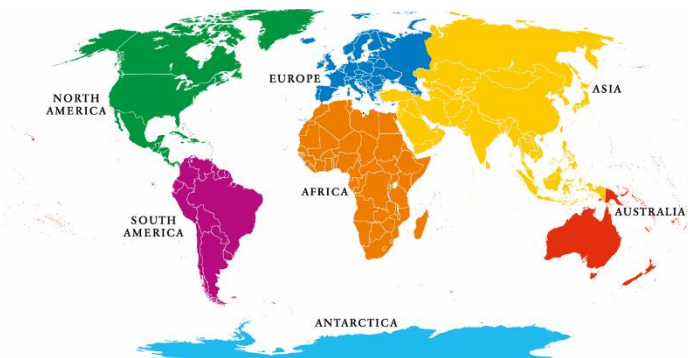 EUROPE
ASIA
NORTH
AMERICA
AFRICA
SOUTH
AMERICA
AUSTRALIA
ANTARCTICA